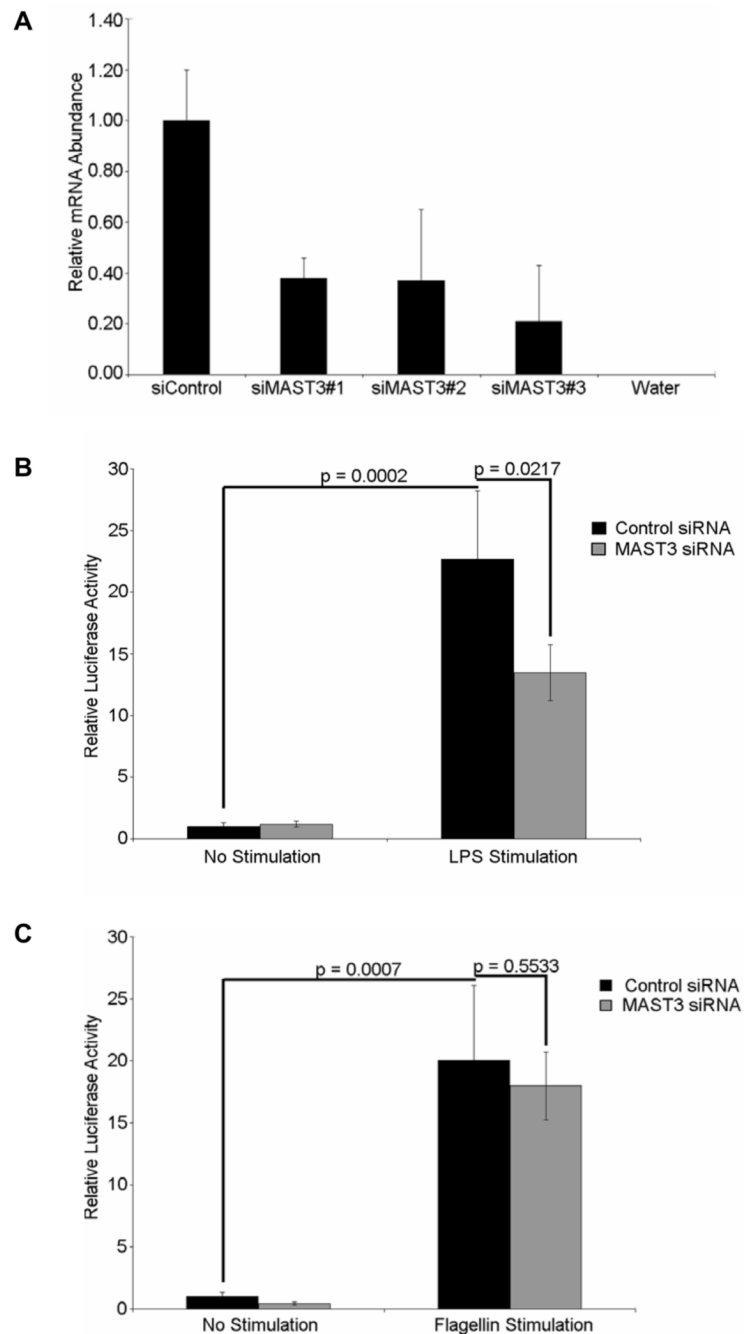 A
Relative mRNA Abundance
1.40
1.20
1.00
0.80
0.60
0.40
0.20
0.00
siControl siMAST3#1 siMAST3#2 siMAST3#3 Water
B
Relative Luciferase Activity
30
25
20
15
10
5
0
p = 0.0002
p = 0.0217
Control siRNA
MAST3 siRNA
No Stimulation LPS Stimulation
C
Relative Luciferase Activity
30
25
20
15
10
5
0
p = 0.0007
p = 0.5533
Control siRNA
MAST3 siRNA
No Stimulation Flagellin Stimulation